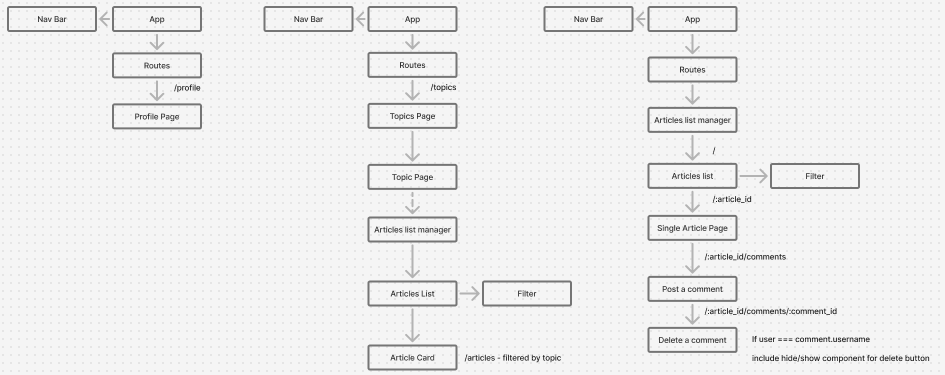 Nav Bar
App
Routes
/profile
Profile Page
Nav Bar
App
Routes
/topics
Topics Page
Topic Page
Articles list manager
Articles List
Filter
Article Card
/articles - filtered by topic
Nav Bar
App
Routes
Articles list manager
/
Articles list
Filter
/:article_id
Single Article Page
/:article_id/comments
Post a comment
/:article_id/comments/:comment_id
Delete a comment
If user === comment.username
include hide/show component for delete button